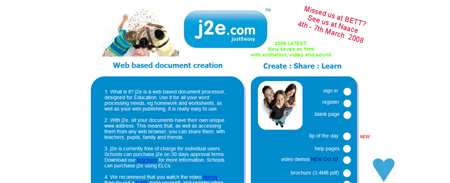 TM
j2e.com
just2easy
Missed us at BETT?
See us at Naace
4th - 7th March 2008
2008 LATEST!
now saves as html
with animation, video and sound
Web based document creation
Create : Share : Learn
1. What is it? j2e is a web based document processor,
designed for Education. Use it for all your word
processing needs, eg homework and worksheets, as
well as your web publishing. It is really easy to use.
2. With j2e, all your documents have their own unique
www address. This means that, as well as accessing
them from any web browser, you can share them, with
teachers, pupils, family and friends.
3. j2e is currently free of charge for individual users.
Schools can purchase j2e on 30 days approval terms.
Download our for more information. Schools
can purchase j2e using ELCs.
4. We recommend that you watch the video
sign in
register
blank page
tip of the day
NEW
help pages
video demos NEW Oct 07
brochure (3.4MB pdf)